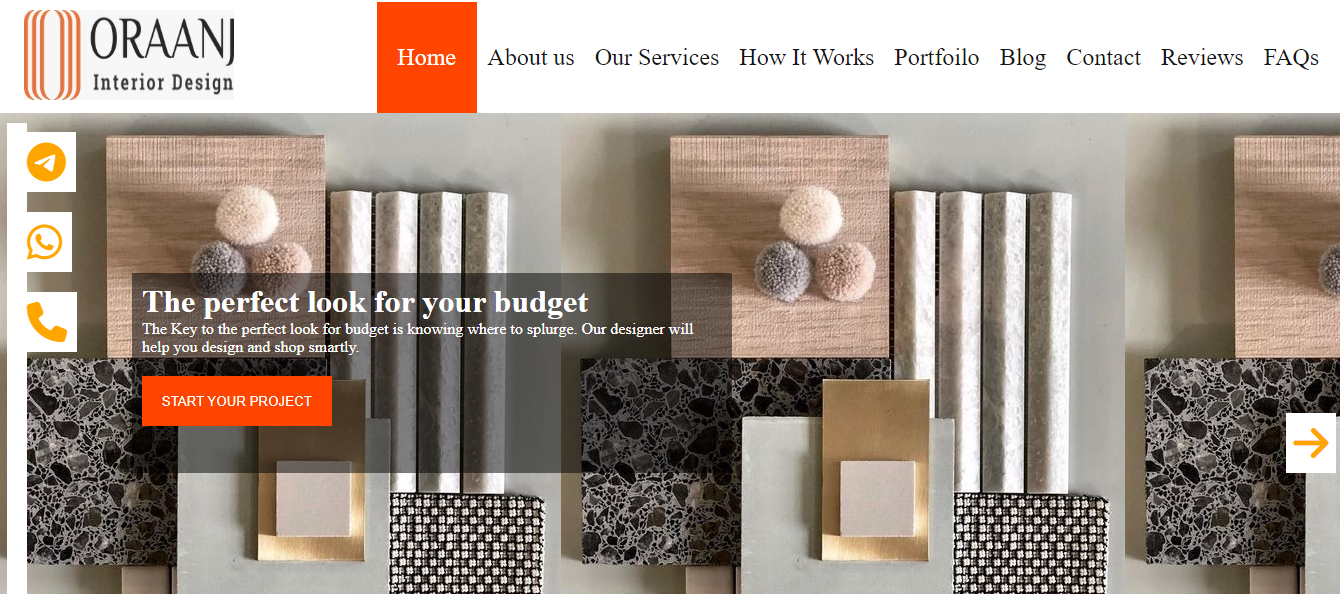 ORAANJ
Interior Design
Home About us Our Services How It Works Portfoilo Blog Contact Reviews FAQs
The perfect look for your budget
The Key to the perfect look for budget is knowing where to splurge. Our designer will
help you design and shop smartly.
START YOUR PROJECT